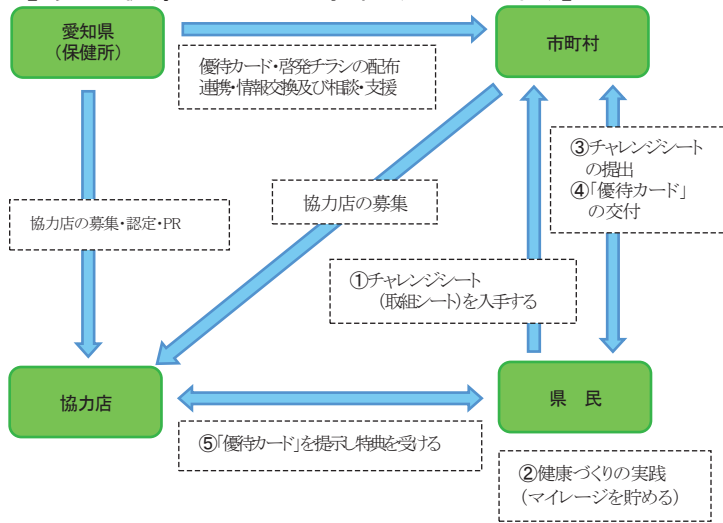 愛知県
(保健所)
市町村
優待カード・啓発チラシの配布
連携・情報交換及び相談・支援
③チャレンジシート
の提出
④「優待カード」
の交付
協力店の募集
協力店の募集・認定・PR
①チャレンジシート
(取組シート)を入手する
協力店
県 民
⑤「優待カード」を提示し特典を受ける
②健康づくりの実践
(マイレージを貯める)